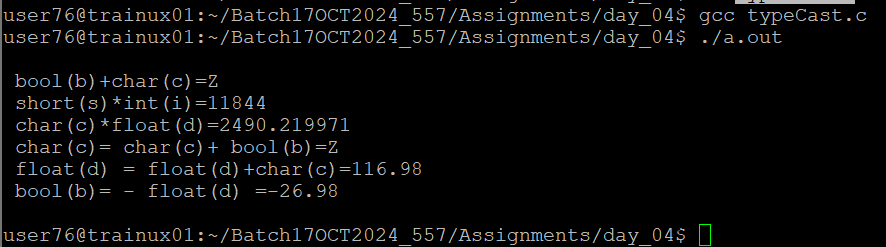 user76@trainux01:~/Batch17OCT2024_557/Assignments/day_04$ gcc typeCast.c
user76@trainux01:~/Batch17OCT2024_557/Assignments/day_04$ ./a.out
bool(b)+char(c)=Z
short(s)*int(i)=11844
char(c)*float(d)=2490.219971
char(c)= char(c)+ bool(b)=Z
float(d) = float(d)+char(c)=116.98
bool(b)= - float(d) =-26.98
user76@trainux01:~/Batch17OCT2024_557/Assignments/day_04$